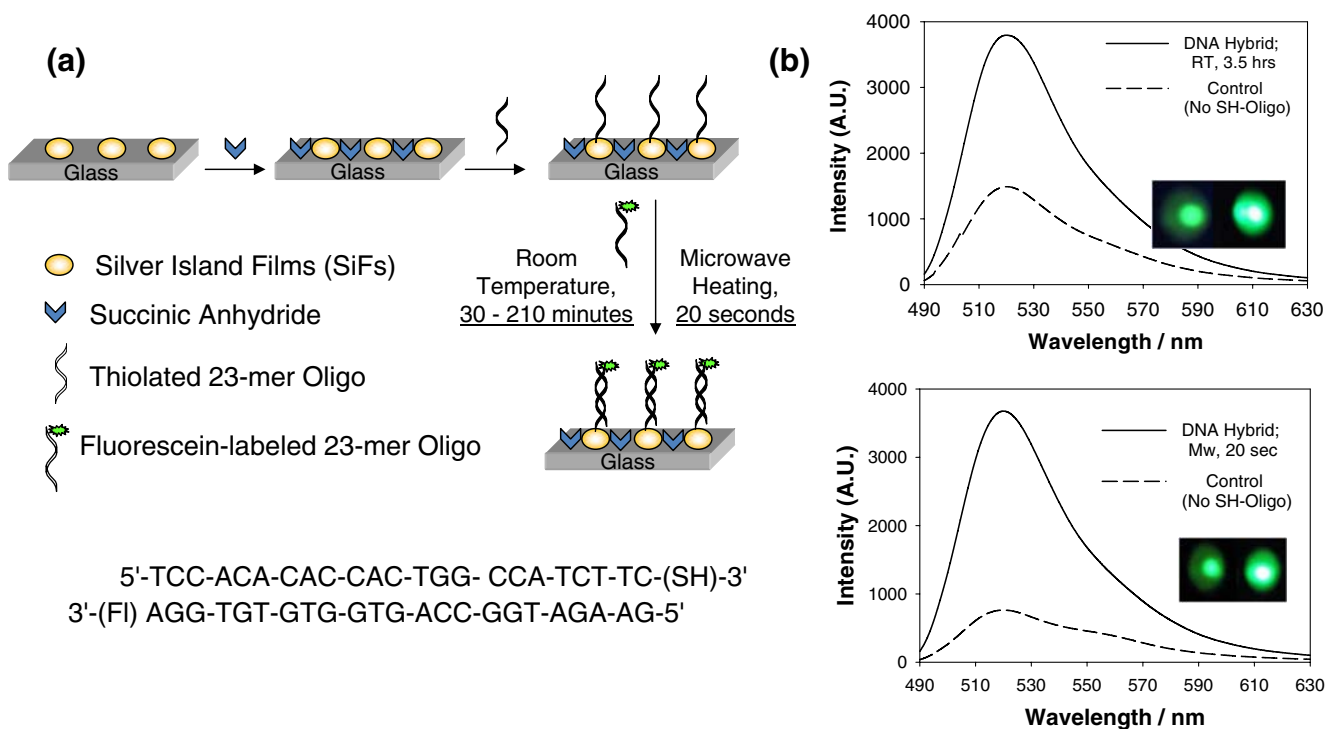 (a)
Glass
Glass
Glass
Room
Temperature,
30 - 210 minutes
Microwave
Heating,
20 seconds
Silver Island Films (SiFs)
Succinic Anhydride
Thiolated 23-mer Oligo
Fluorescein-labeled 23-mer Oligo
Glass
5'-TCC-ACA-CAC-CAC-TGG- CCA-TCT-TC-(SH)-3'
3'-(Fl) AGG-TGT-GTG-GTG-ACC-GGT-AGA-AG-5'
(b)
4000
3000
2000
1000
0
Intensity (A.U.)
DNA Hybrid;
RT, 3.5 hrs
Control
(No SH-Oligo)
490 510 530 550 570 590 610 630
Wavelength / nm
4000
3000
2000
1000
0
Intensity (A.U.)
DNA Hybrid;
Mw, 20 sec
Control
(No SH-Oligo)
490 510 530 550 570 590 610 630
Wavelength / nm